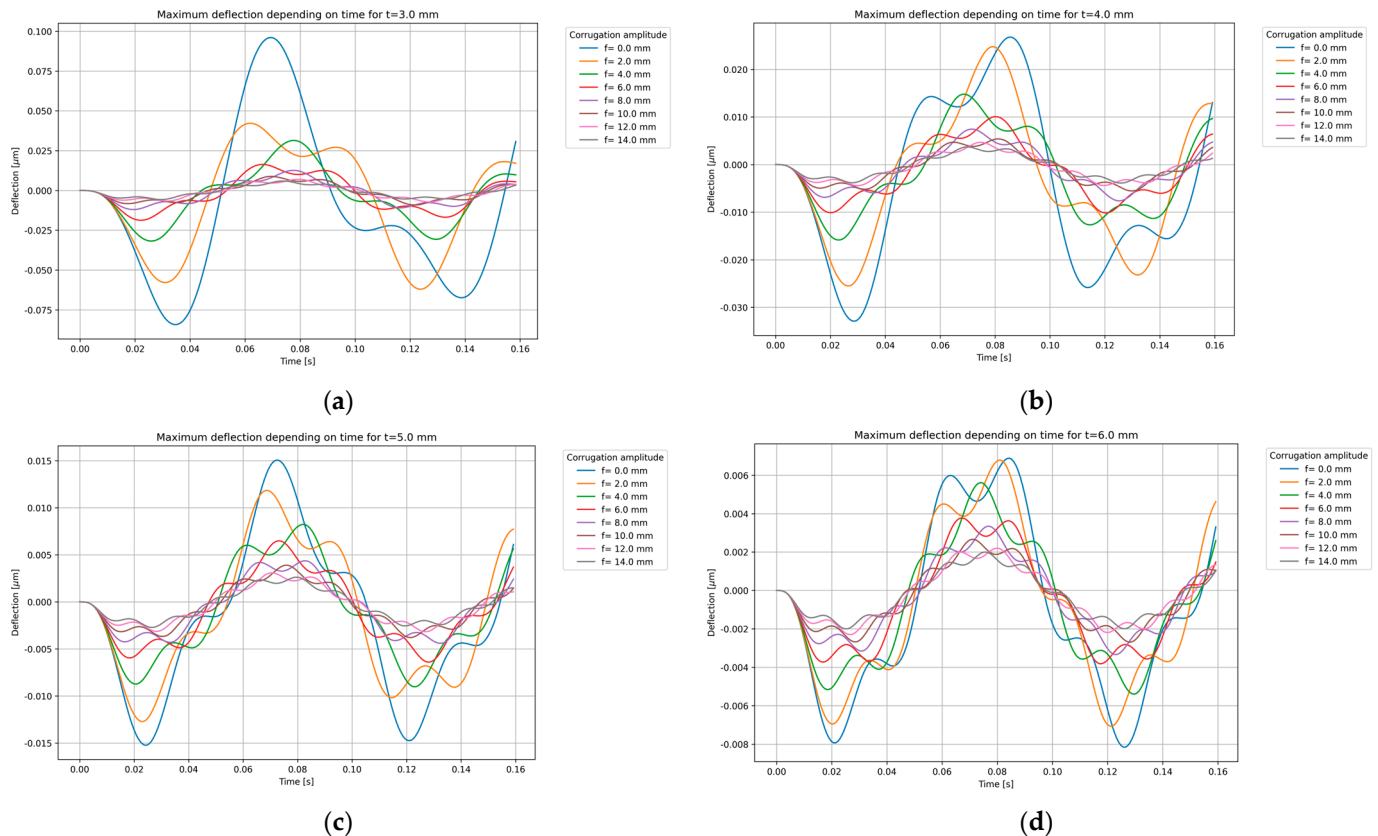 Maximum deflection depending on time for t=3.0 mm
Deflection [μm]
0.100
0.075
0.050
0.025
0.000
-0.025
-0.050
-0.075
0.00 0.02 0.04 0.06 0.08 0.10 0.12 0.14 0.16
Time [s]
Corrugation amplitude
f= 0.0 mm
f= 2.0 mm
f= 4.0 mm
f= 6.0 mm
f= 8.0 mm
f= 10.0 mm
f= 12.0 mm
f= 14.0 mm
(a)
Maximum deflection depending on time for t=4.0 mm
Deflection [μm]
0.020
0.010
0.000
-0.010
-0.020
-0.030
0.00 0.02 0.04 0.06 0.08 0.10 0.12 0.14 0.16
Time [s]
Corrugation amplitude
f= 0.0 mm
f= 2.0 mm
f= 4.0 mm
f= 6.0 mm
f= 8.0 mm
f= 10.0 mm
f= 12.0 mm
f= 14.0 mm
(b)
Maximum deflection depending on time for t=5.0 mm
Deflection [μm]
0.015
0.010
0.005
0.000
-0.005
-0.010
-0.015
0.00 0.02 0.04 0.06 0.08 0.10 0.12 0.14 0.16
Time [s]
Corrugation amplitude
f= 0.0 mm
f= 2.0 mm
f= 4.0 mm
f= 6.0 mm
f= 8.0 mm
f= 10.0 mm
f= 12.0 mm
f= 14.0 mm
(c)
Maximum deflection depending on time for t=6.0 mm
Deflection [μm]
0.006
0.004
0.002
0.000
-0.002
-0.004
-0.006
-0.008
0.00 0.02 0.04 0.06 0.08 0.10 0.12 0.14 0.16
Time [s]
Corrugation amplitude
f= 0.0 mm
f= 2.0 mm
f= 4.0 mm
f= 6.0 mm
f= 8.0 mm
f= 10.0 mm
f= 12.0 mm
f= 14.0 mm
(d)